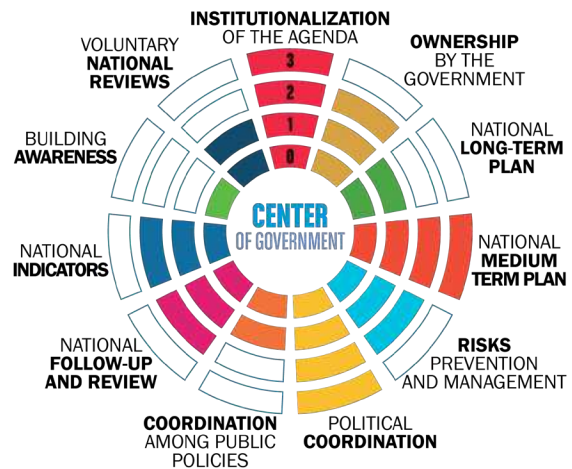 INSTITUTIONALIZATION
OF THE AGENDA
OWNERSHIP
BY THE
GOVERNMENT
NATIONAL
LONG-TERM
PLAN
NATIONAL
MEDIUM
TERM PLAN
RISKS
PREVENTION
AND MANAGEMENT
POLITICAL
COORDINATION
COORDINATION
AMONG PUBLIC
POLICIES
NATIONAL
FOLLOW-UP
AND REVIEW
NATIONAL
INDICATORS
BUILDING
AWARENESS
VOLUNTARY
NATIONAL
REVIEWS
3
2
1
0
CENTER
OF GOVERNMENT